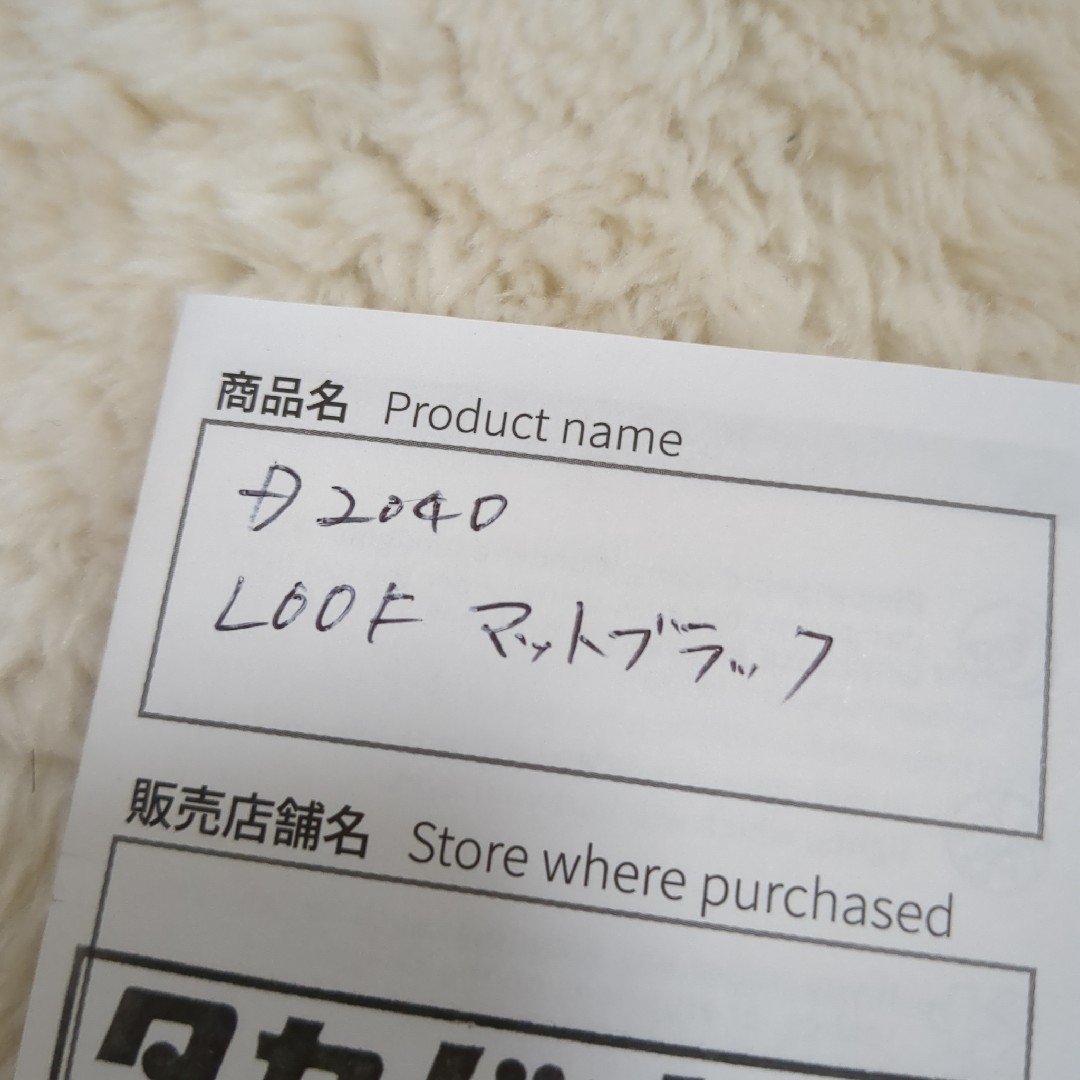 商品名 Product name
D2040
LOOK マットブラック
販売店舗名 Store where purchased